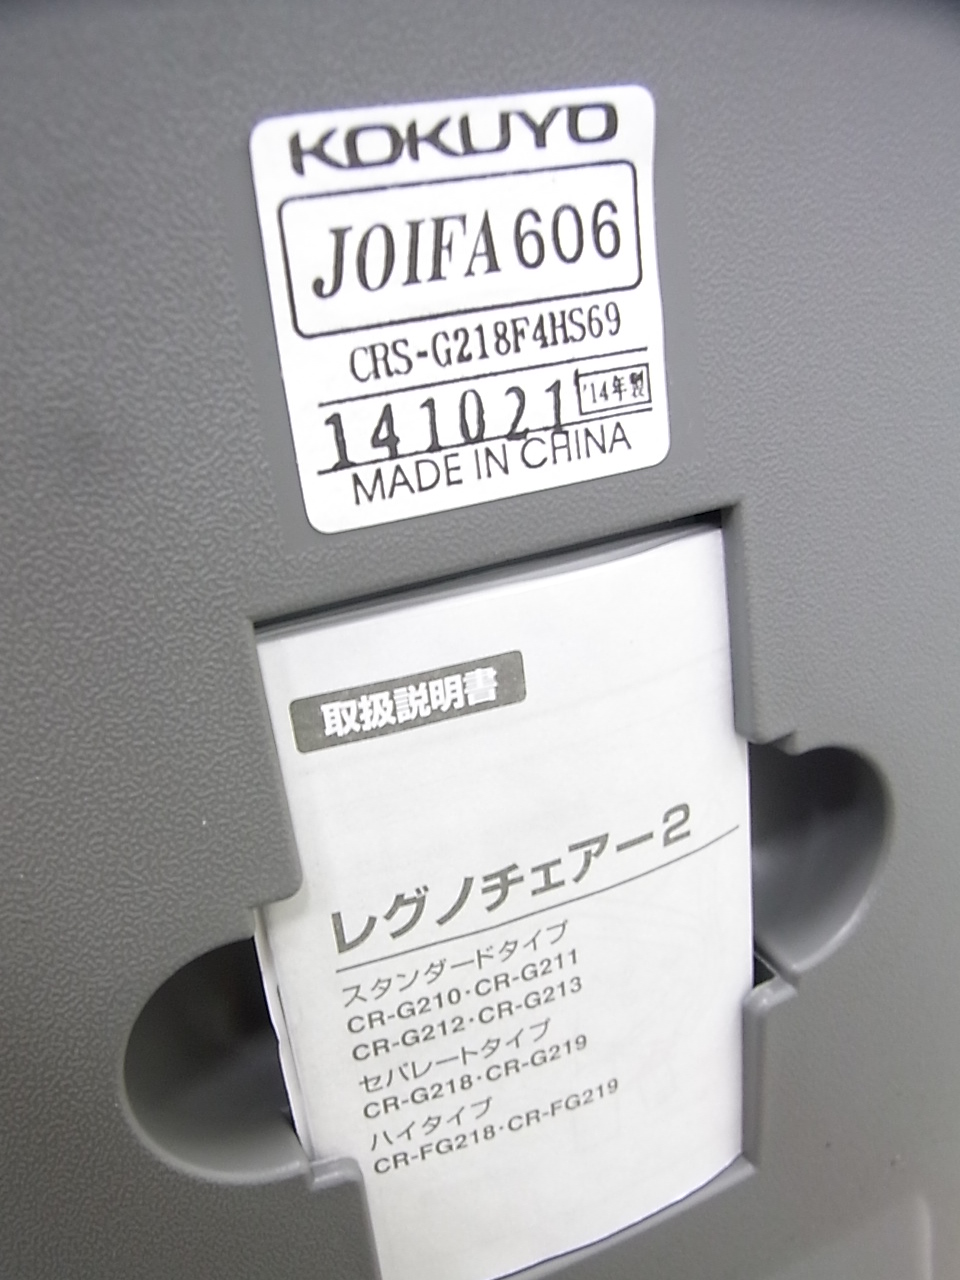 KOKUYO
JOIFA 606
CRS-G218F4HS69
141021 '14年製
MADE IN CHINA
取扱説明書
レグノチェアー2
スタンダードタイプ
CR-G210・CR-G211
CR-G212・CR-G213
セパレートタイプ
CR-G218・CR-G219
ハイタイプ
CR-FG218・CR-FG219